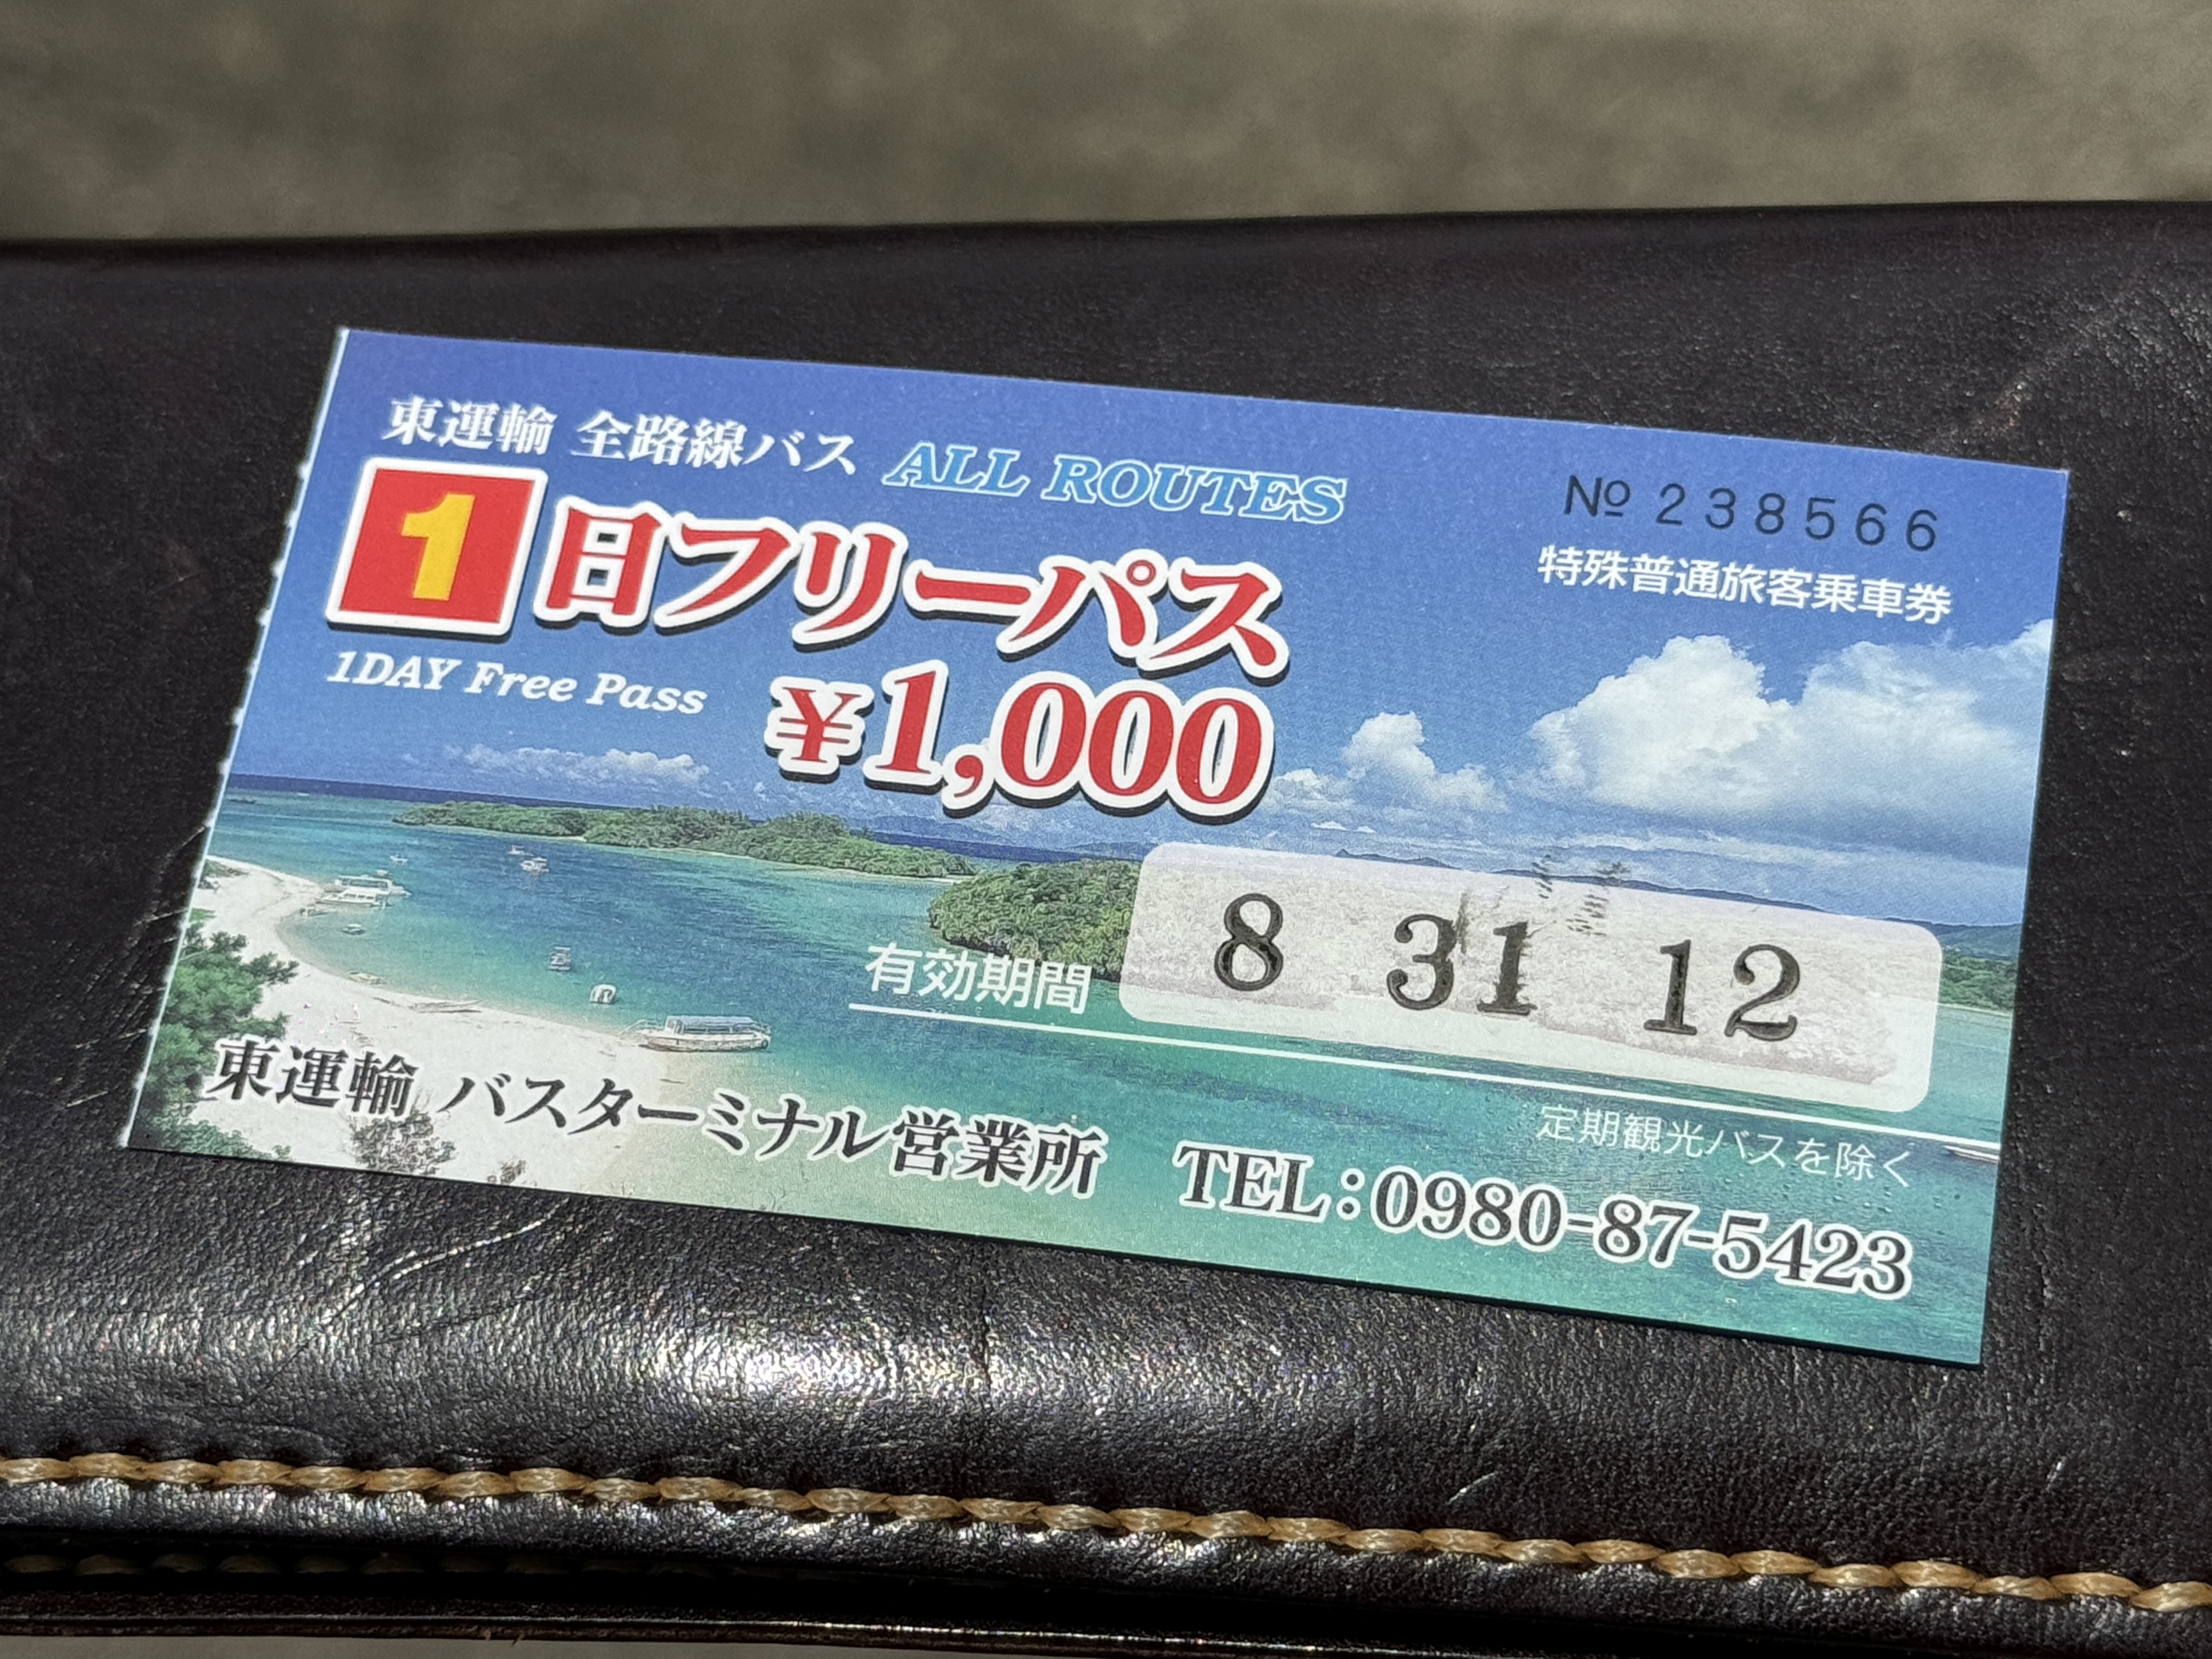 東運輸 全路線バス ALL ROUTES
№ 238566
1日フリーパス
特殊普通旅客乗車券
1DAY Free Pass
¥1,000
有効期間 8 31 12
定期観光バスを除く
東運輸 バスターミナル営業所 TEL:0980-87-5423